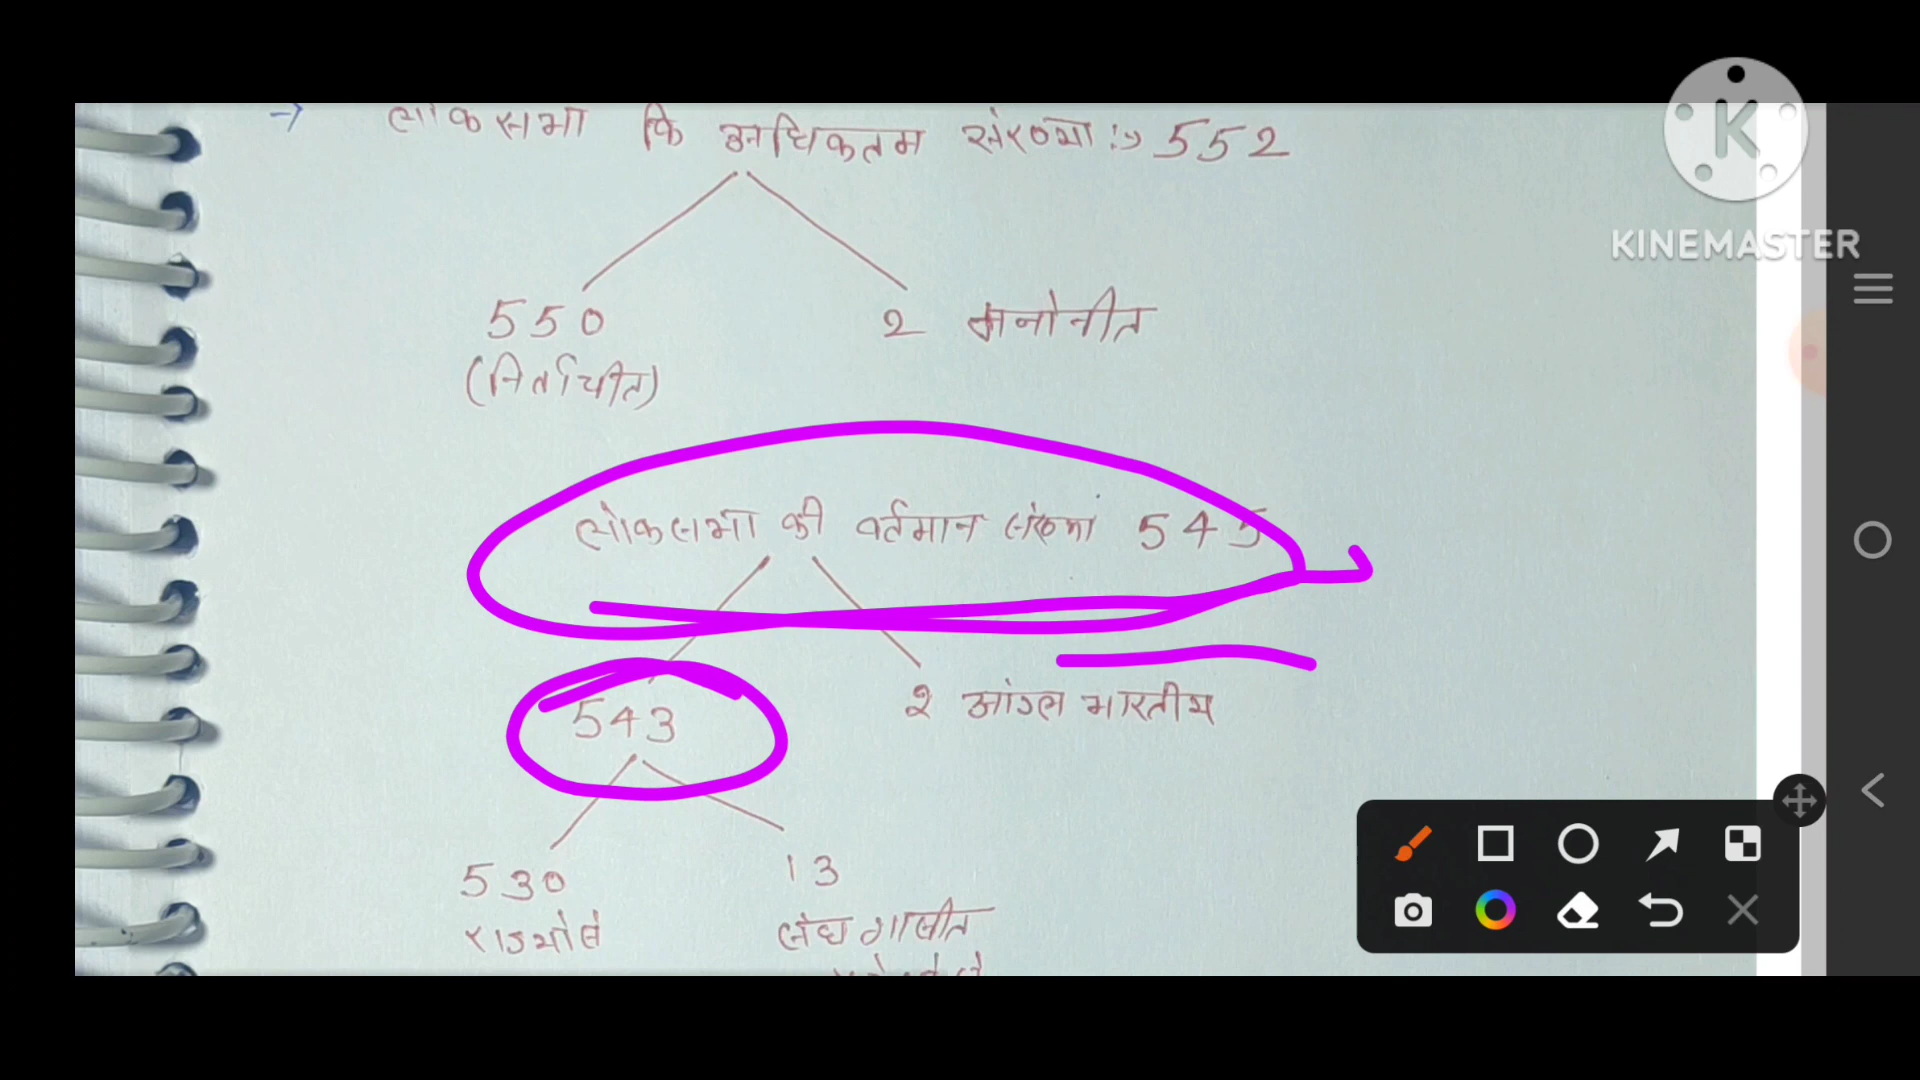 → लोकसभा कि अधिकतम संख्या :→ 552
550 2 मनोनीत
(निर्वाचीत)
लोकसभा की वर्तमान संख्या 545
543 2 आंग्ल भारतीय
530 13
राज्यो से संघ शासीत
KINEMASTER